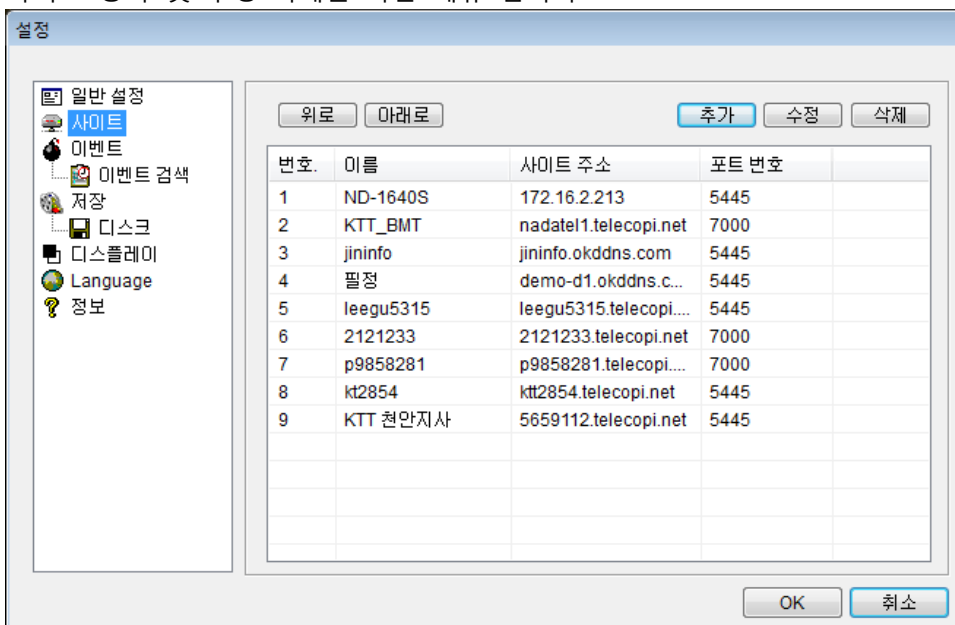 설정
일반 설정
사이트
이벤트
이벤트 검색
저장
디스크
디스플레이
Language
정보
위로 아래로 추가 수정 삭제
번호. 이름 사이트 주소 포트 번호
1 ND-1640S 172.16.2.213 5445
2 KTT_BMT nadatel1.telecopi.net 7000
3 jininfo jininfo.okddns.com 5445
4 필정 demo-d1.okddns.c... 5445
5 leegu5315 leegu5315.telecopi.... 5445
6 2121233 2121233.telecopi.net 7000
7 p9858281 p9858281.telecopi.... 7000
8 kt2854 ktt2854.telecopi.net 5445
9 KTT 천안지사 5659112.telecopi.net 5445
OK 취소